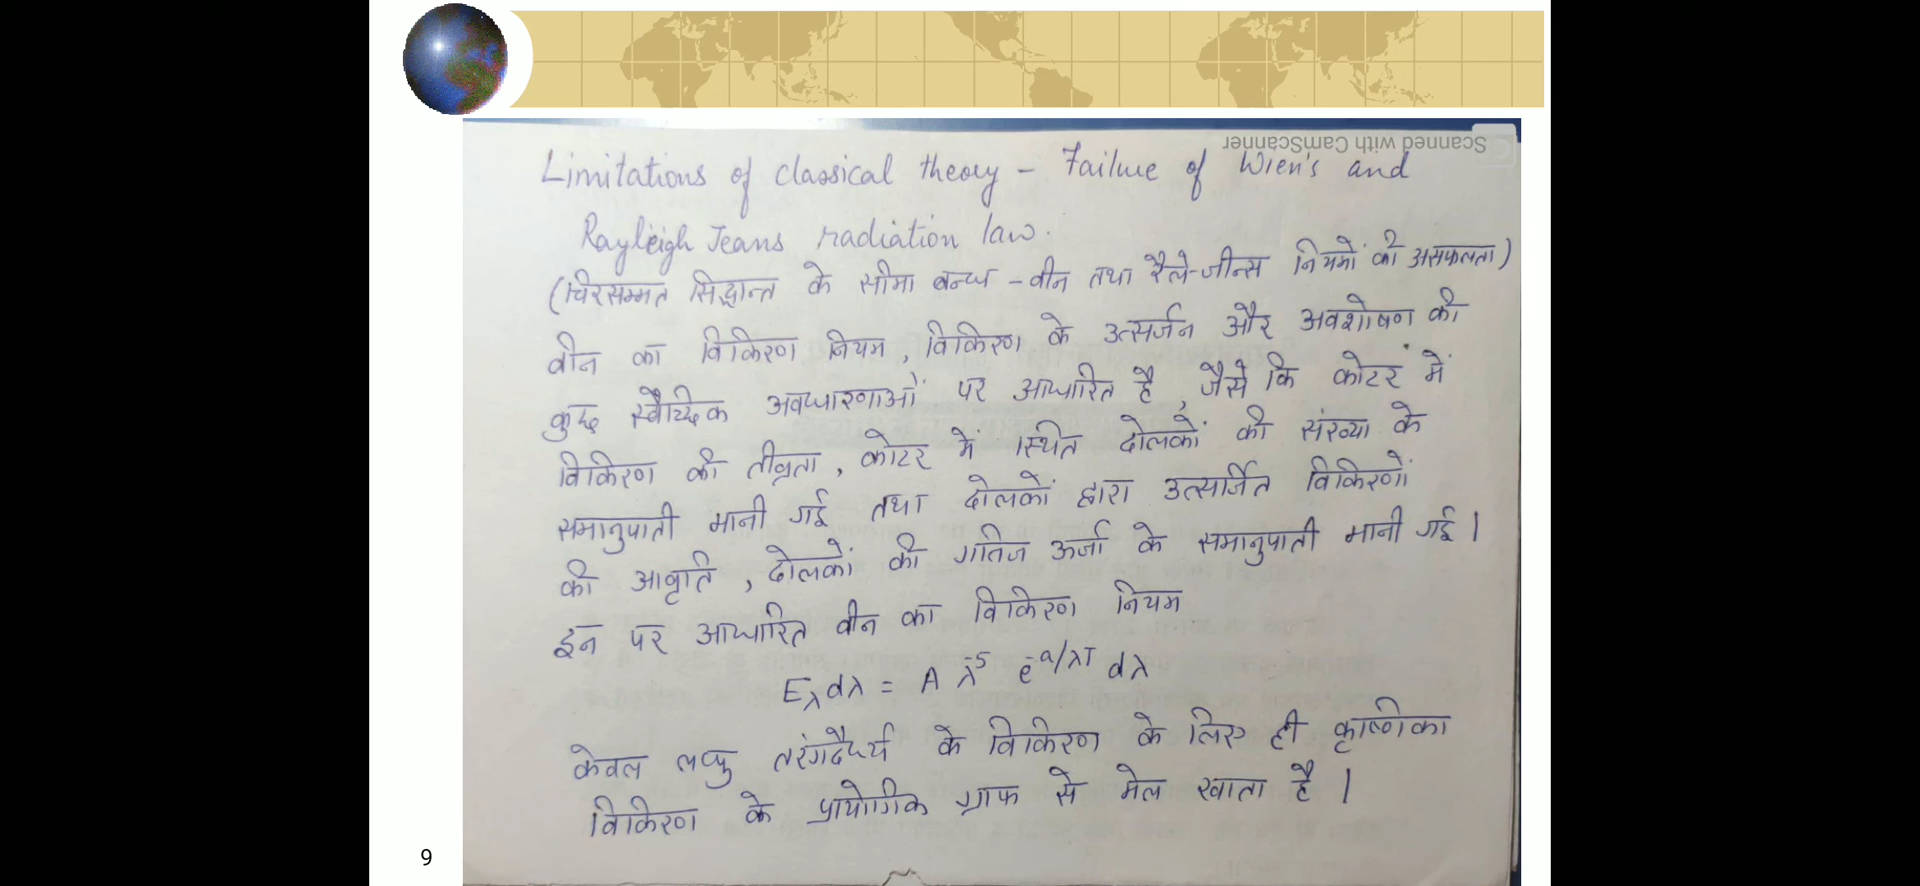 Scanned with CamScanner
Limitations of classical theory - Failure of Wien's and
Rayleigh Jeans radiation law.
(चिरसम्मत सिद्धान्त के सीमा बन्ध - वीन तथा रैले-जीन्स नियमों की असफलता)
वीन का विकिरण नियम, विकिरण के उत्सर्जन और अवशोषण की
कुछ स्वैच्छिक अवधारणाओं पर आधारित है, जैसे कि कोटर में
विकिरण की तीव्रता, कोटर में स्थित दोलकों की संख्या के
समानुपाती मानी गई तथा दोलकों द्वारा उत्सर्जित विकिरणों
की आवृति, दोलकों की गतिज ऊर्जा के समानुपाती मानी गई।
इन पर आधारित वीन का विकिरण नियम
E_λ dλ = A λ^-5 e^-a/λT dλ
केवल लघु तरंगदैर्ध्य के विकिरण के लिए ही कृष्णिका
विकिरण के प्रायोगिक ग्राफ से मेल खाता है।
9